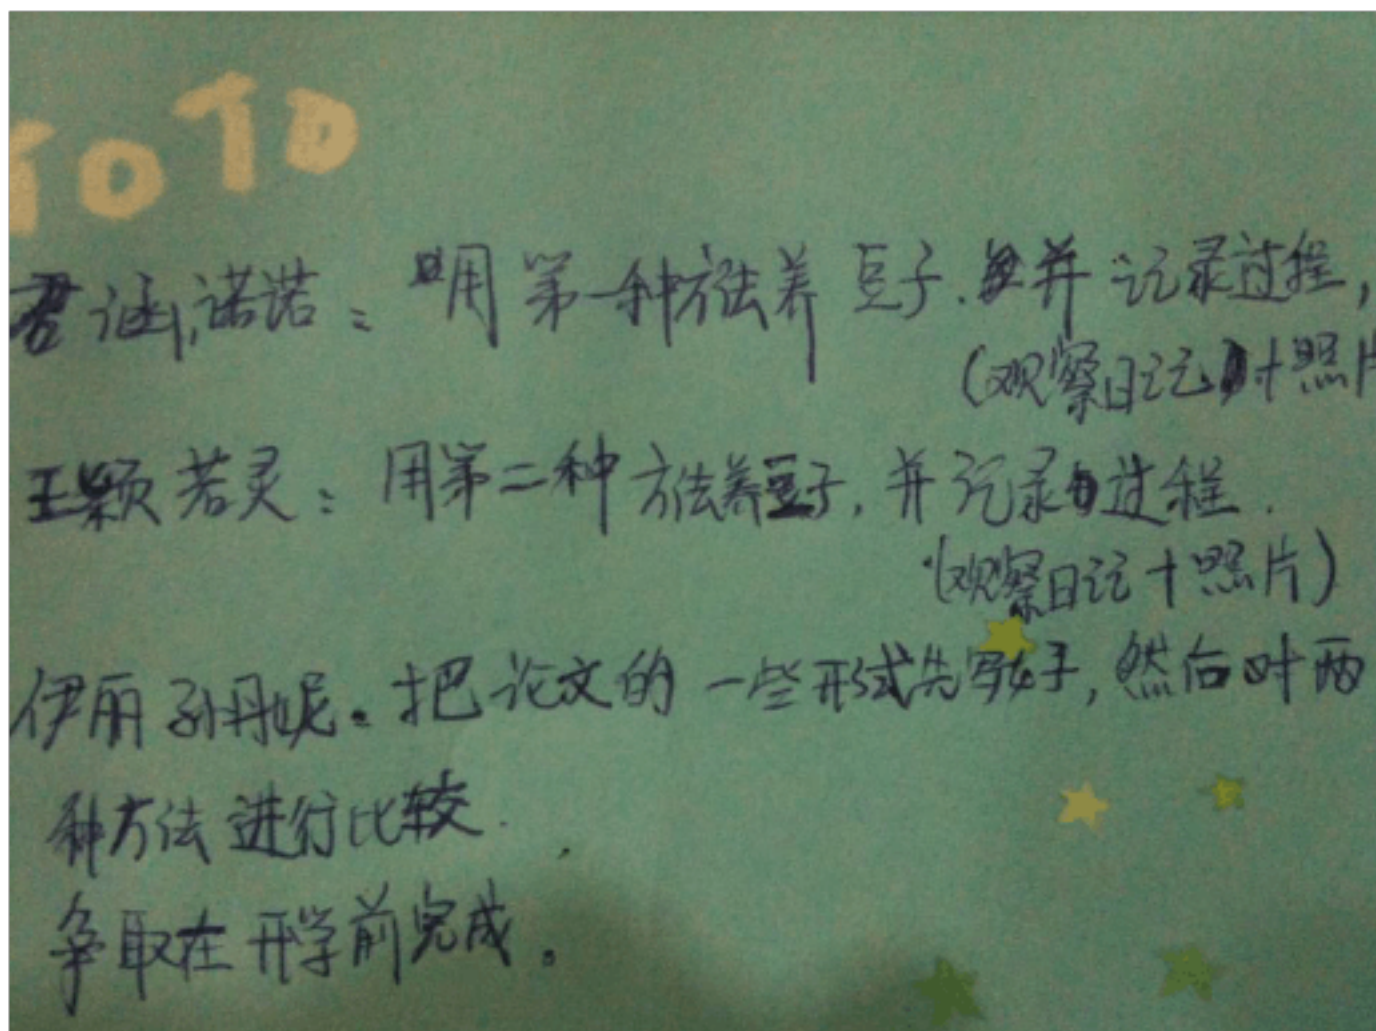 TOTO
君涵,诺诺：用第一种方法养豆子.并记录过程,
(观察日记+照片
王颖若灵：用第二种方法养豆子,并记录过程.
(观察日记+照片)
伊丽孙丹妮。把论文的一些形式先写好,然后对两
种方法进行比较.
争取在开学前完成。